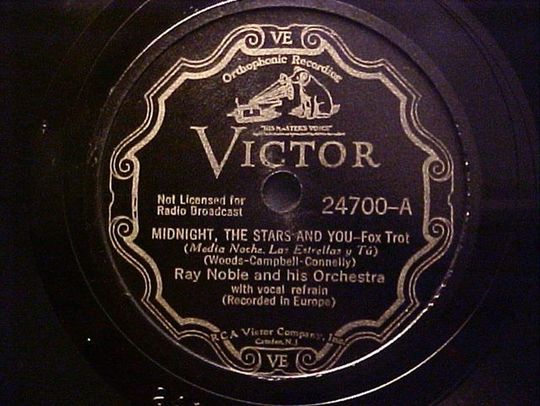 VE
Orthophonic Recording
"HIS MASTER'S VOICE"
VICTOR
Not Licensed for
Radio Broadcast
24700-A
MIDNIGHT, THE STARS AND YOU-Fox Trot
(Media Noche, Las Estrellas y Tú)
(Woods-Campbell-Connelly)
Ray Noble and his Orchestra
with vocal refrain
(Recorded in Europe)
RCA Victor Company, Inc.
Camden, N.J.
VE